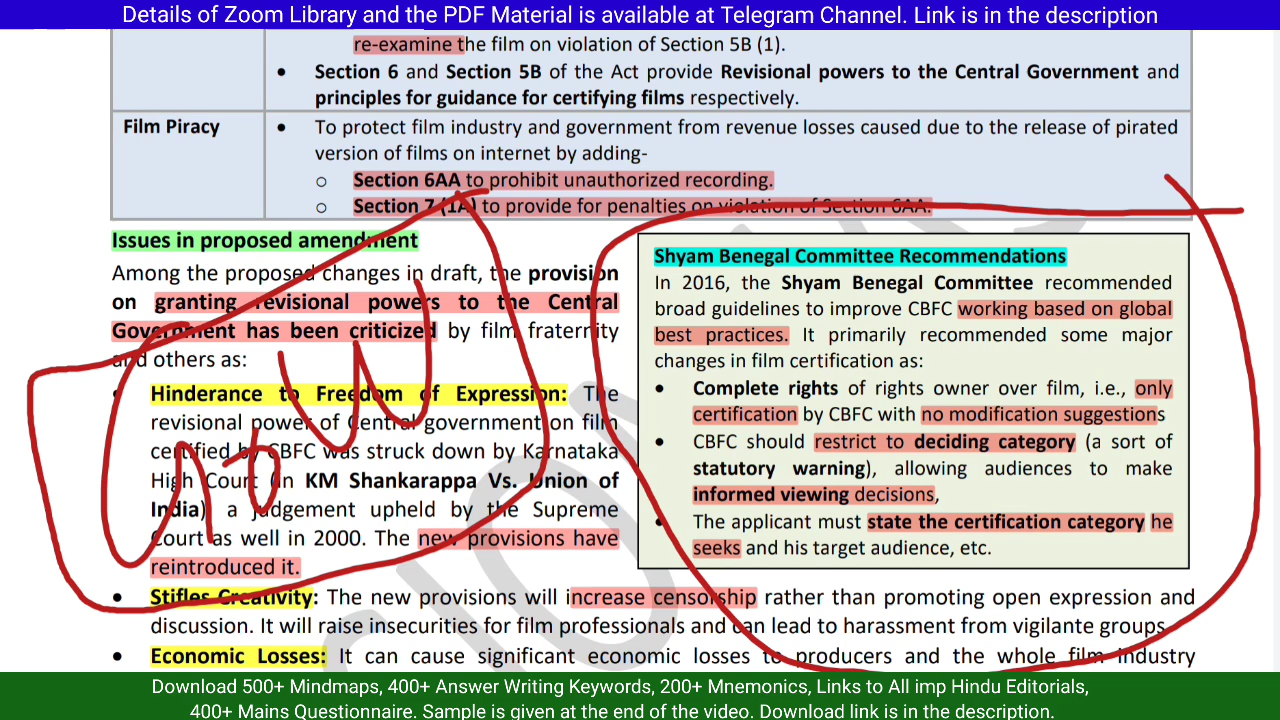 Details of Zoom Library and the PDF Material is available at Telegram Channel. Link is in the description
re-examine the film on violation of Section 5B (1).
• Section 6 and Section 5B of the Act provide Revisional powers to the Central Government and
principles for guidance for certifying films respectively.
Film Piracy
• To protect film industry and government from revenue losses caused due to the release of pirated
version of films on internet by adding-
o Section 6AA to prohibit unauthorized recording.
o Section 7 (1A) to provide for penalties on violation of Section 6AA.
Issues in proposed amendment
Among the proposed changes in draft, the provision
on granting revisional powers to the Central
Government has been criticized by film fraternity
and others as:
• Hinderance to Freedom of Expression: The
revisional power of Central government on film
certified by CBFC was struck down by Karnataka
High Court (in KM Shankarappa Vs. Union of
India) a judgement upheld by the Supreme
Court as well in 2000. The new provisions have
reintroduced it.
Shyam Benegal Committee Recommendations
In 2016, the Shyam Benegal Committee recommended
broad guidelines to improve CBFC working based on global
best practices. It primarily recommended some major
changes in film certification as:
• Complete rights of rights owner over film, i.e., only
certification by CBFC with no modification suggestions
• CBFC should restrict to deciding category (a sort of
statutory warning), allowing audiences to make
informed viewing decisions,
• The applicant must state the certification category he
seeks and his target audience, etc.
• Stifles Creativity: The new provisions will increase censorship rather than promoting open expression and
discussion. It will raise insecurities for film professionals and can lead to harassment from vigilante groups.
• Economic Losses: It can cause significant economic losses to producers and the whole film industry
Download 500+ Mindmaps, 400+ Answer Writing Keywords, 200+ Mnemonics, Links to All imp Hindu Editorials,
400+ Mains Questionnaire. Sample is given at the end of the video. Download link is in the description.